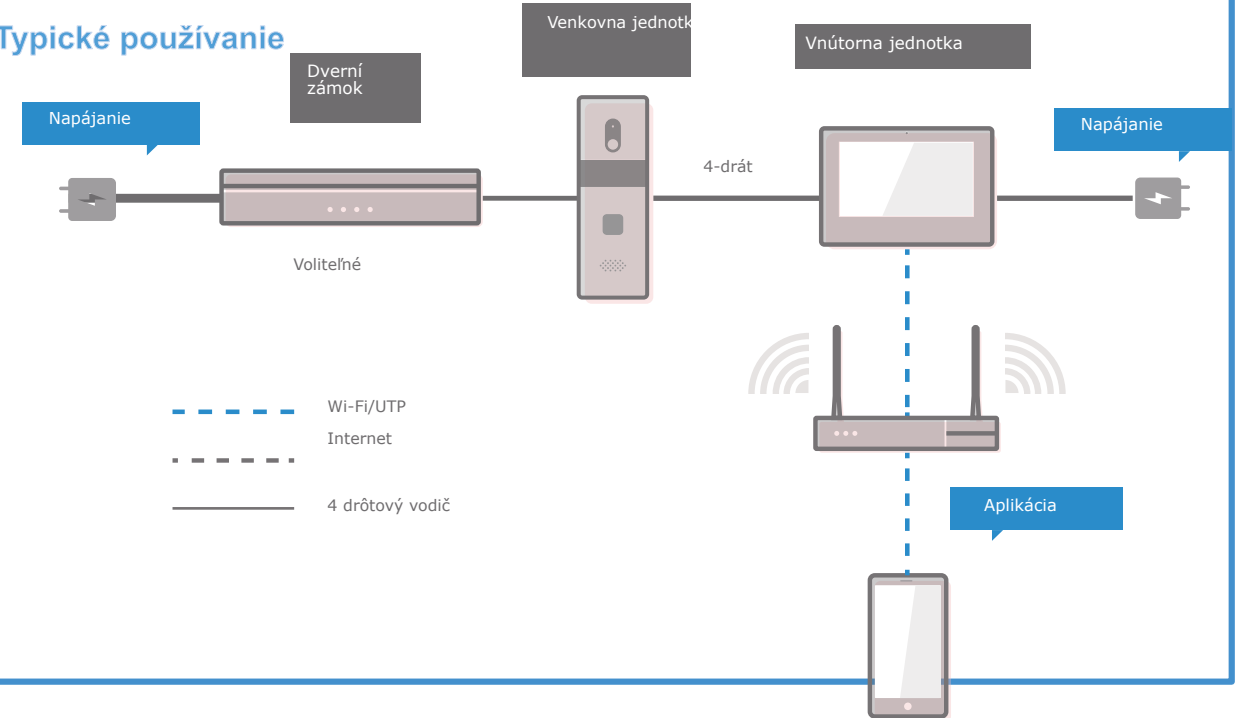 Typické používanie
Venkovna jednotk
Vnútorna jednotka
Dverní
zámok
Napájanie
Napájanie
4-drát
Voliteľné
Wi-Fi/UTP
Internet
4 drôtový vodič
Aplikácia